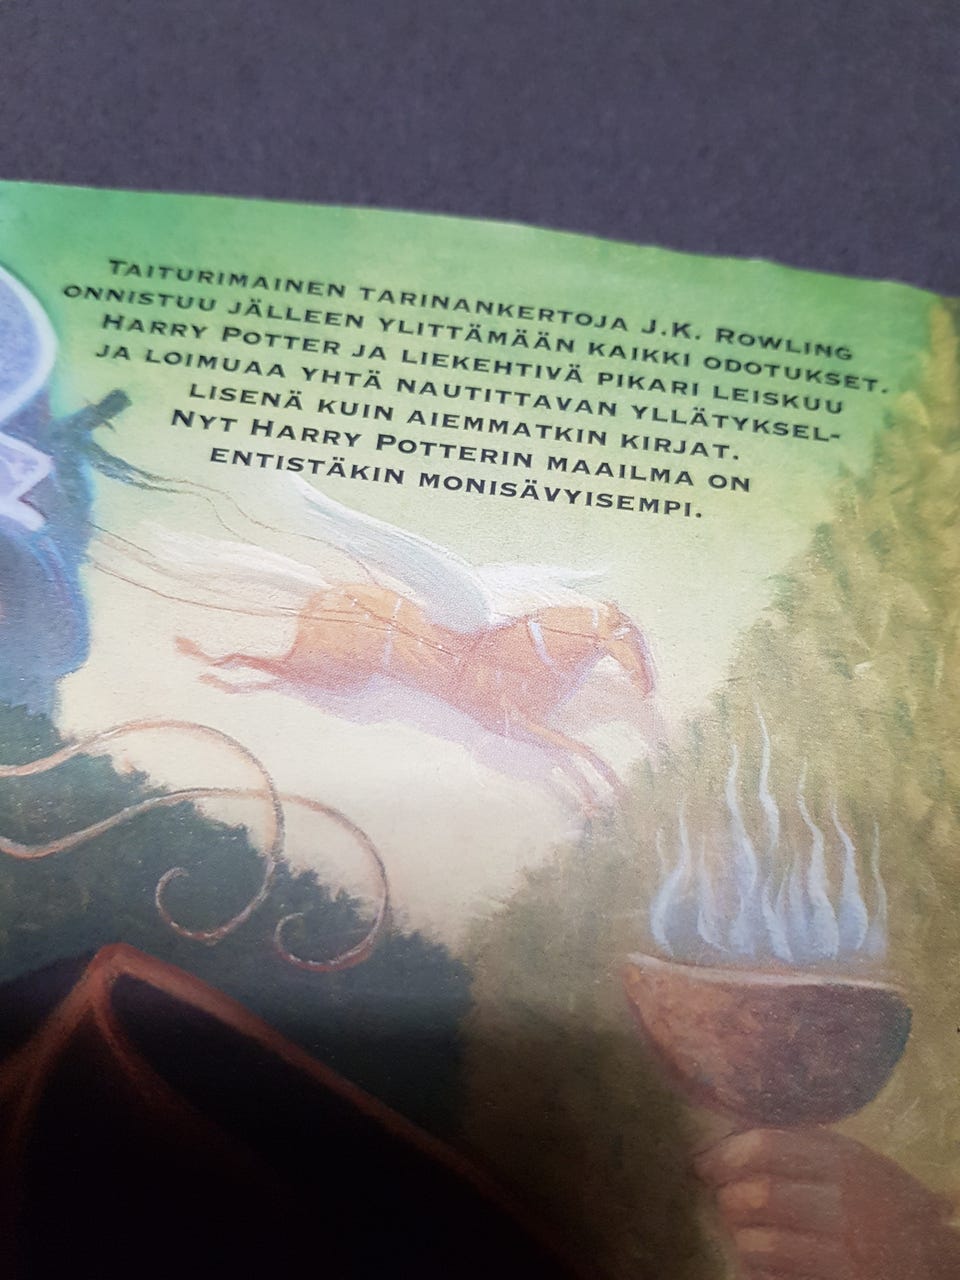 TAITURIMAINEN TARINANKERTOJA J.K. ROWLING
ONNISTUU JÄLLEEN YLITTÄMÄÄN KAIKKI ODOTUKSET.
HARRY POTTER JA LIEKEHTIVÄ PIKARI LEISKUU
JA LOIMUAA YHTÄ NAUTITTAVAN YLLÄTYKSEL-
LISENÄ KUIN AIEMMATKIN KIRJAT.
NYT HARRY POTTERIN MAAILMA ON
ENTISTÄKIN MONISÄVYISEMPI.